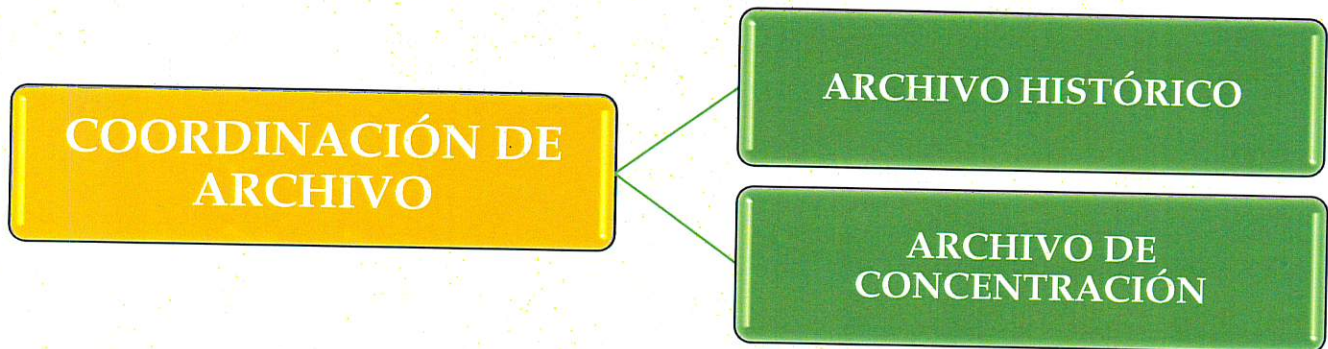 COORDINACIÓN DE
ARCHIVO
ARCHIVO HISTÓRICO
ARCHIVO DE
CONCENTRACIÓN